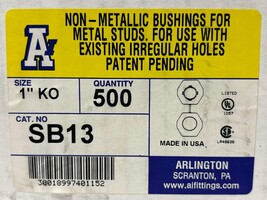 A
NON-METALLIC BUSHINGS FOR
METAL STUDS. FOR USE WITH
EXISTING IRREGULAR HOLES
PATENT PENDING
SIZE
1" KO
QUANTITY
500
CAT. NO
SB13
LISTED
MADE IN USA
30018997401152
ARLINGTON
SCRANTON, PA
www.aifittings.com